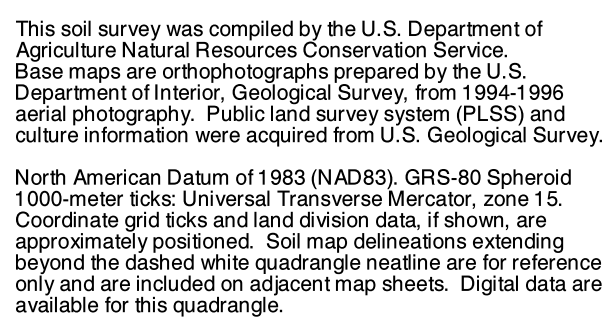 This soil survey was compiled by the U.S. Department of
Agriculture Natural Resources Conservation Service.
Base maps are orthophotographs prepared by the U.S.
Department of Interior, Geological Survey, from 1994-1996
aerial photography.  Public land survey system (PLSS) and
culture information were acquired from U.S. Geological Survey.

North American Datum of 1983 (NAD83). GRS-80 Spheroid
1000-meter ticks: Universal Transverse Mercator, zone 15.
Coordinate grid ticks and land division data, if shown, are
approximately positioned.  Soil map delineations extending
beyond the dashed white quadrangle neatline are for reference
only and are included on adjacent map sheets.  Digital data are
available for this quadrangle.